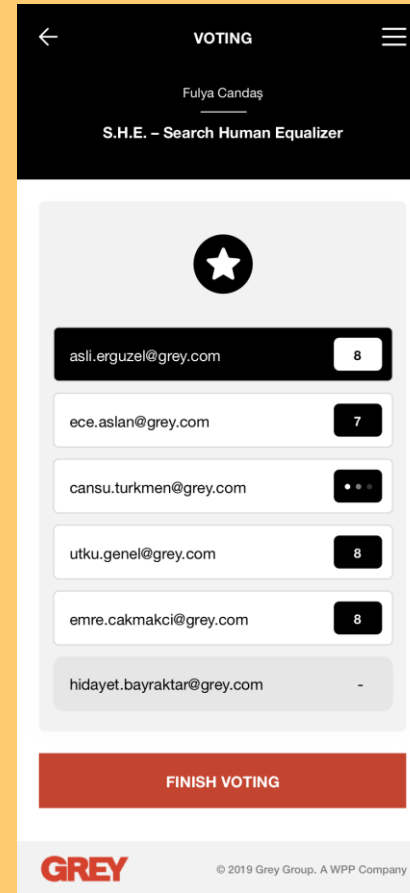 VOTING
Fulya Candaş
S.H.E. – Search Human Equalizer
asli.erguzel@grey.com 8
ece.aslan@grey.com 7
cansu.turkmen@grey.com
utku.genel@grey.com 8
emre.cakmakci@grey.com 8
hidayet.bayraktar@grey.com -
FINISH VOTING
GREY © 2019 Grey Group. A WPP Company